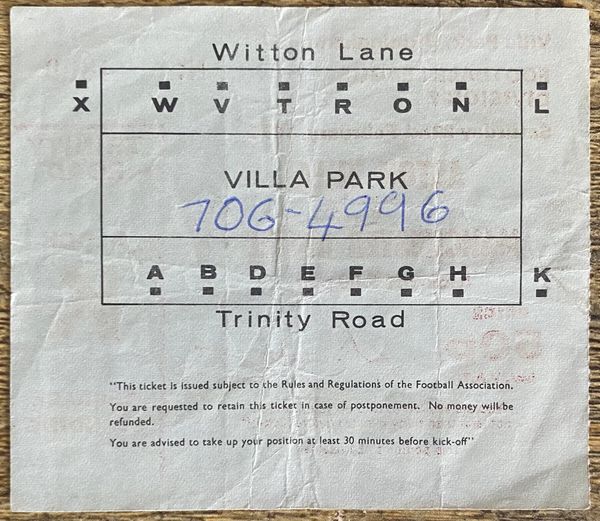 Witton Lane
X W V T R O N L
VILLA PARK
706-4996
A B D E F G H K
Trinity Road
"This ticket is issued subject to the Rules and Regulations of the Football Association.
You are requested to retain this ticket in case of postponement. No money will be
refunded.
You are advised to take up your position at least 30 minutes before kick-off"